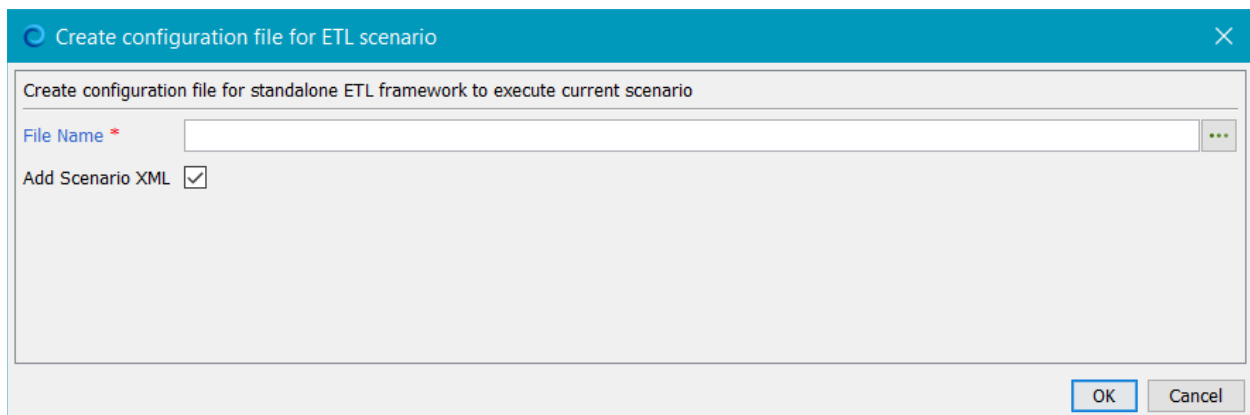 Create configuration file for ETL scenario
Create configuration file for standalone ETL framework to execute current scenario
File Name *
Add Scenario XML
OK Cancel